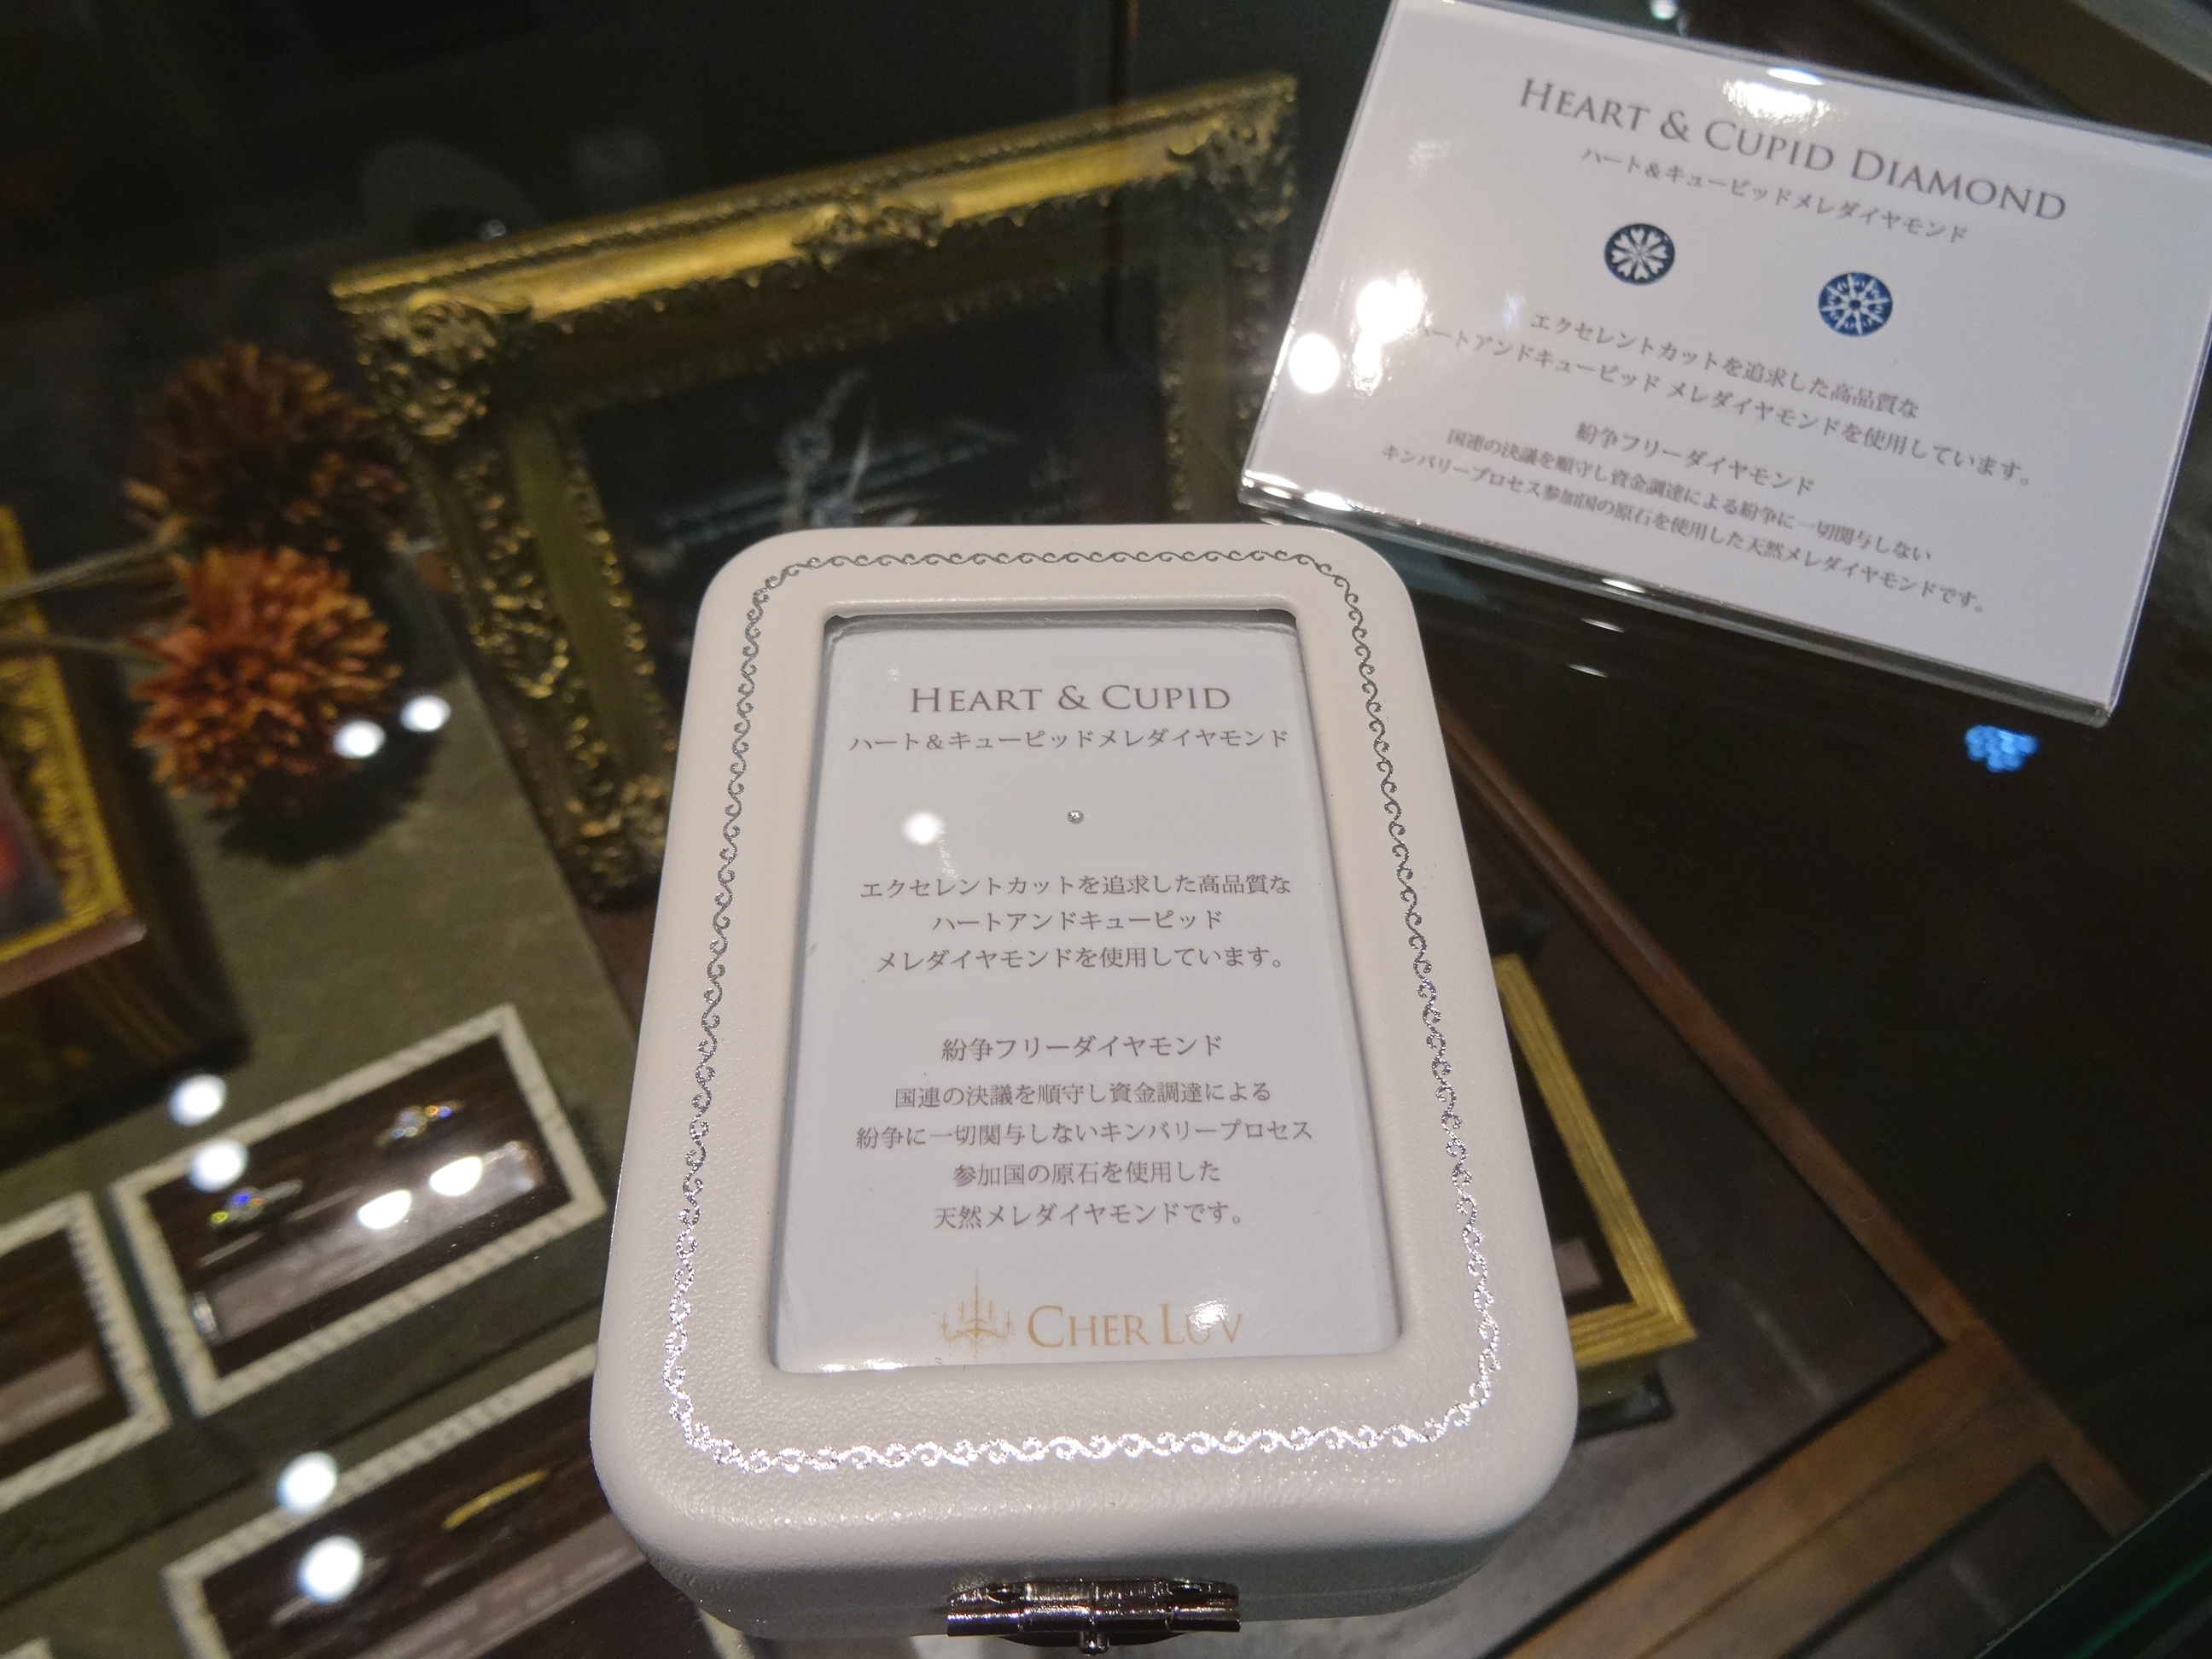 HEART & CUPID DIAMOND
ハート&キューピッドメレダイヤモンド
エクセレントカットを追求した高品質な
ハートアンドキューピッド メレダイヤモンドを使用しています。
紛争フリーダイヤモンド
国連の決議を順守し資金調達による紛争に一切関与しない
キンバリープロセス参加国の原石を使用した天然メレダイヤモンドです。
HEART & CUPID
ハート&キューピッドメレダイヤモンド
エクセレントカットを追求した高品質な
ハートアンドキューピッド
メレダイヤモンドを使用しています。
紛争フリーダイヤモンド
国連の決議を順守し資金調達による
紛争に一切関与しないキンバリープロセス
参加国の原石を使用した
天然メレダイヤモンドです。
CHER LUV